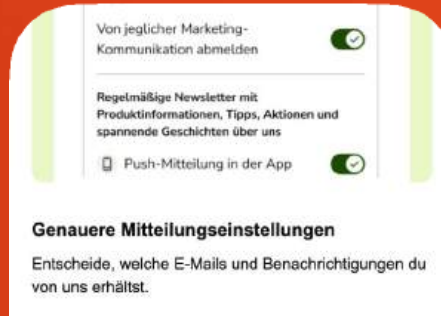 Von jeglicher Marketing-
Kommunikation abmelden
Regelmäßige Newsletter mit
Produktinformationen, Tipps, Aktionen und
spannende Geschichten über uns
Push-Mitteilung in der App
Genauere Mitteilungseinstellungen
Entscheide, welche E-Mails und Benachrichtigungen du
von uns erhältst.